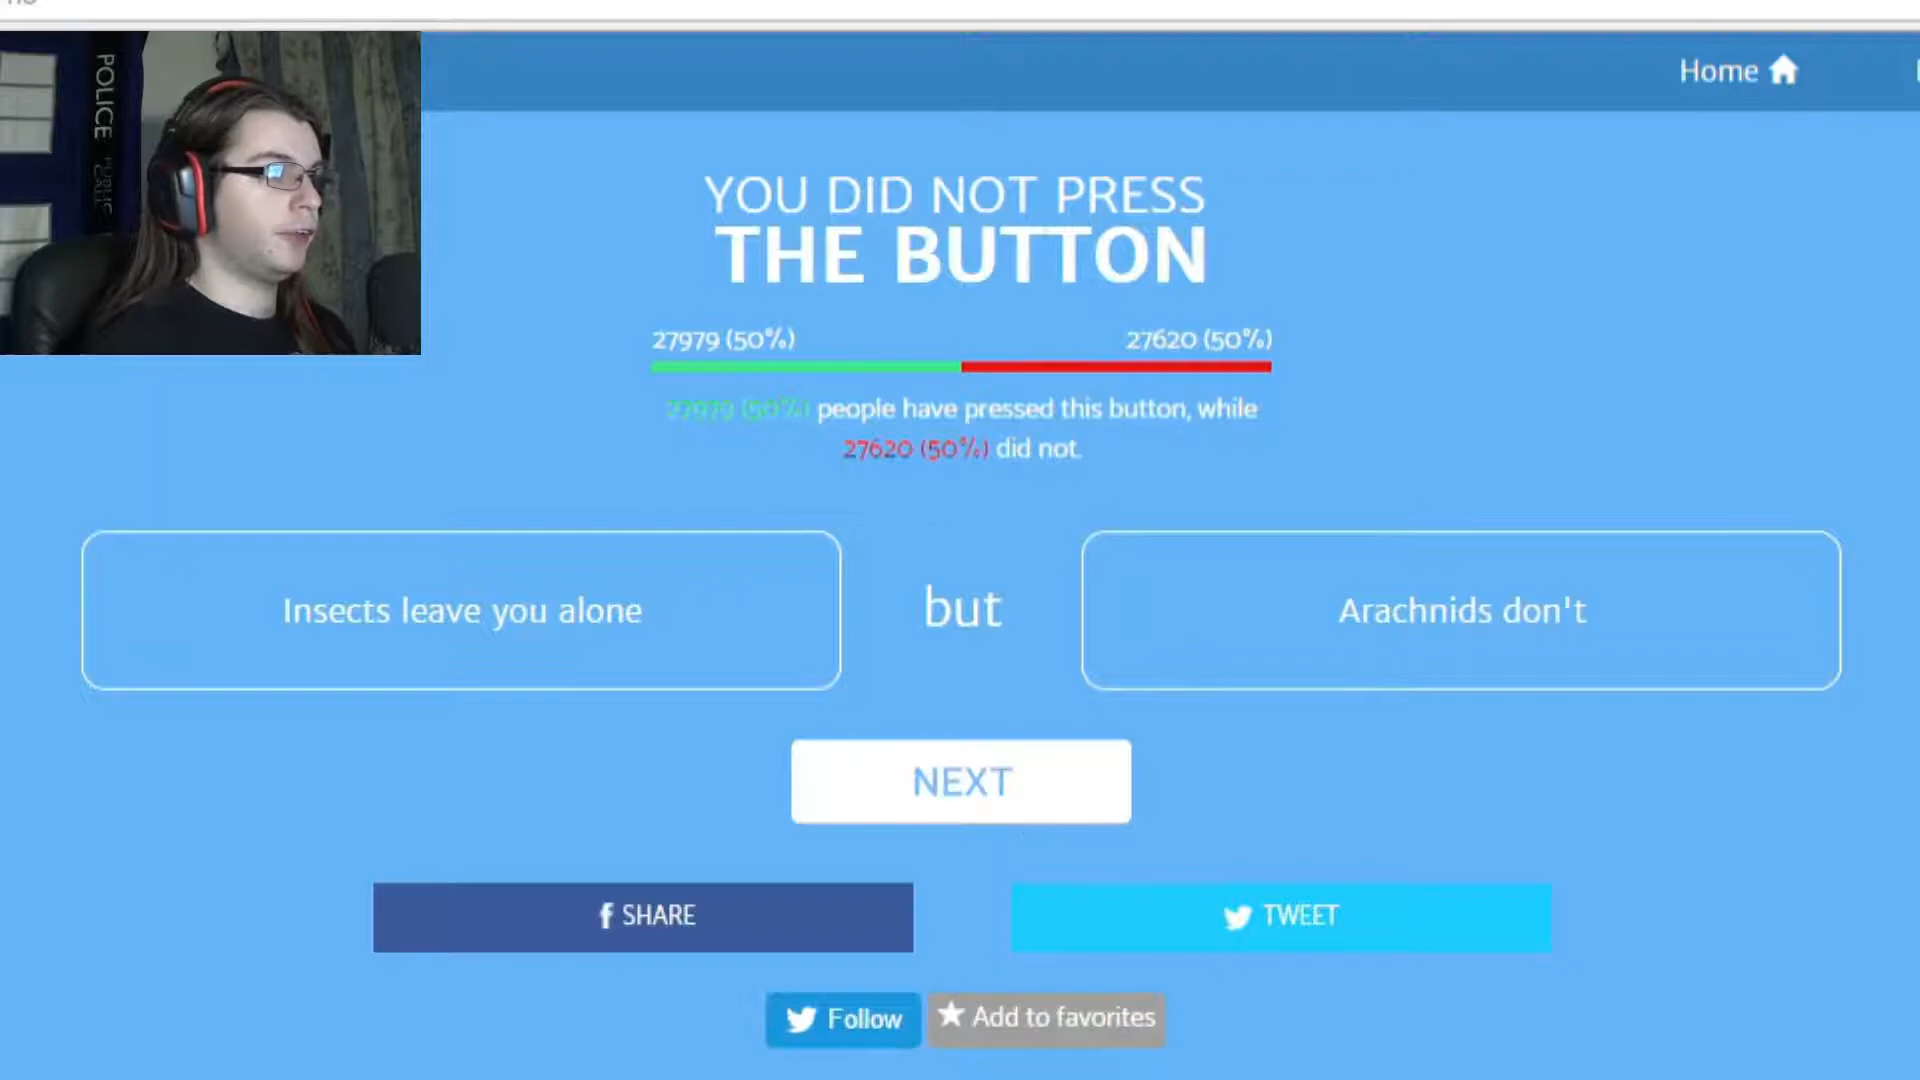 POLICE
Home
YOU DID NOT PRESS
THE BUTTON
27979 (50%)
27620 (50%)
27979 (50%) people have pressed this button, while
27620 (50%) did not.
Insects leave you alone
but
Arachnids don't
NEXT
f SHARE
TWEET
Follow
Add to favorites